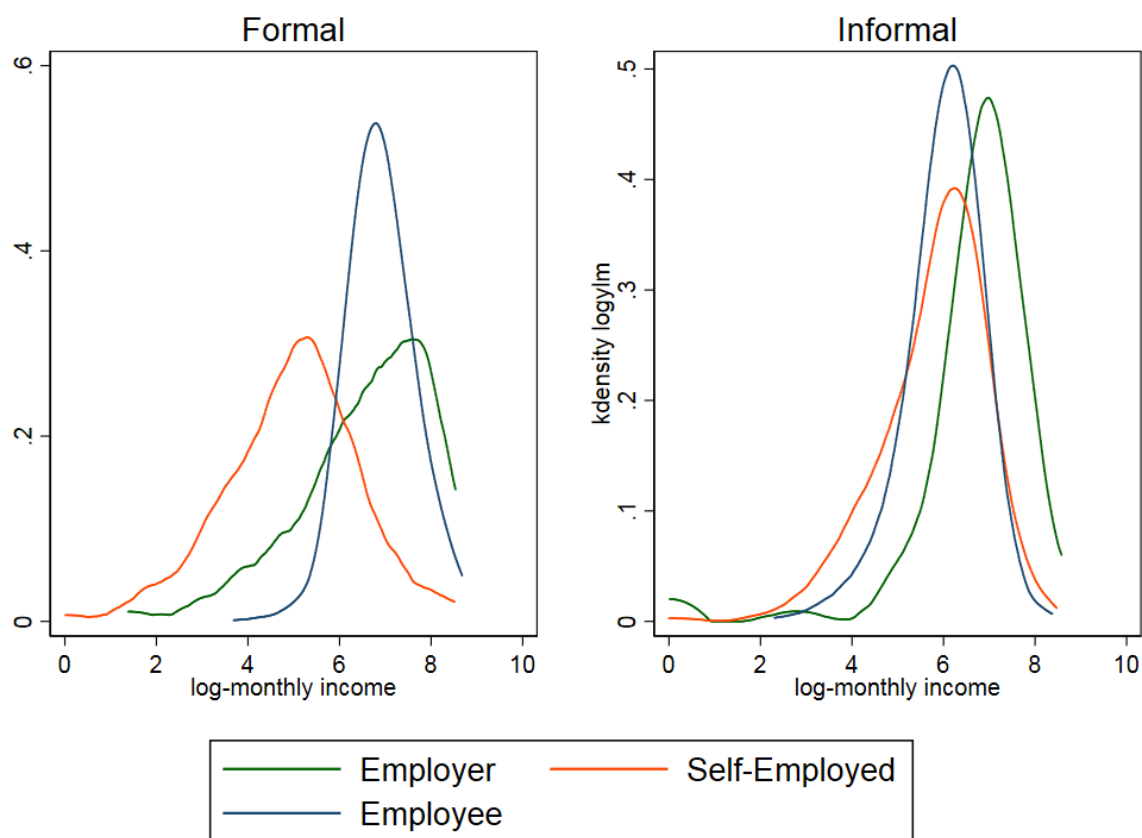 Formal
.6
.4
.2
0
0 2 4 6 8 10
log-monthly income
Informal
kdensity logylm
.5
.4
.3
.2
.1
0
0 2 4 6 8 10
log-monthly income
Employer
Self-Employed
Employee